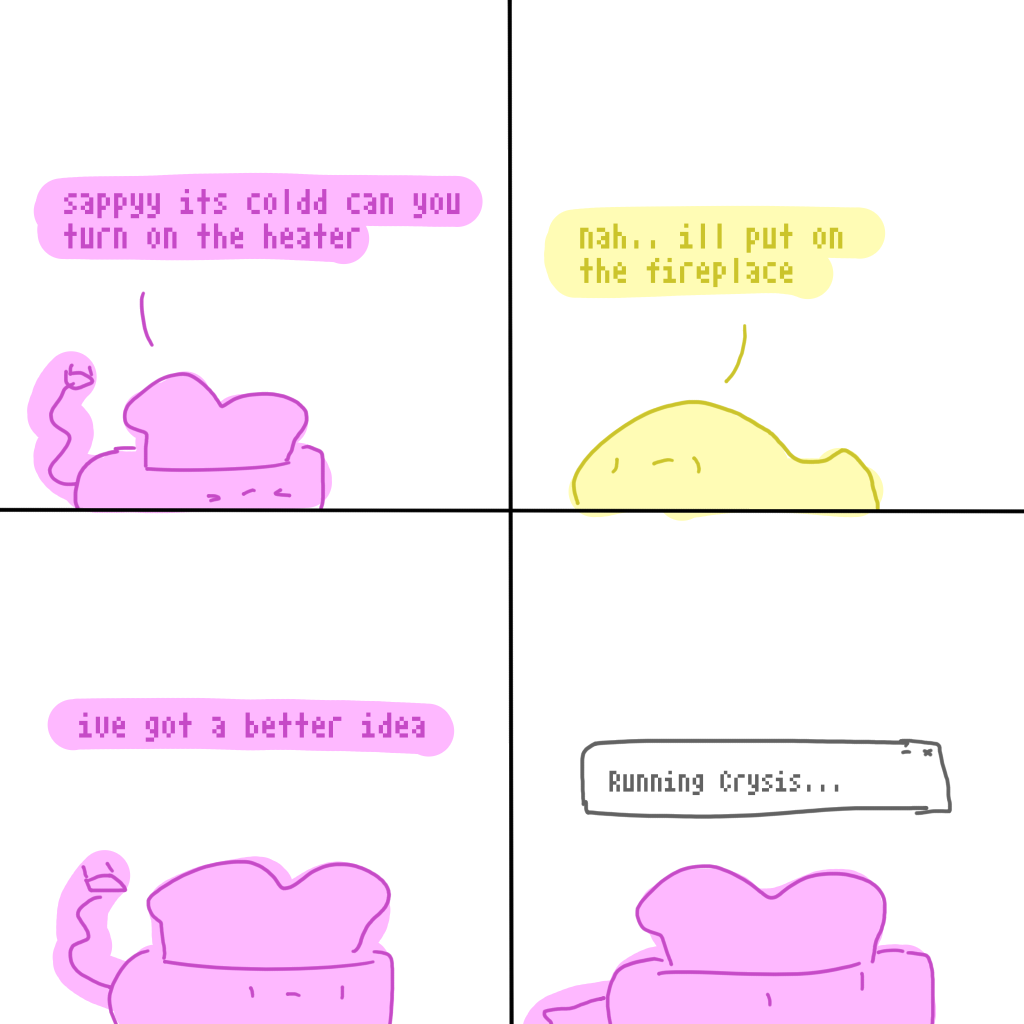 sappyy its coldd can you
turn on the heater
nah.. ill put on
the fireplace
ive got a better idea
Running Crysis...